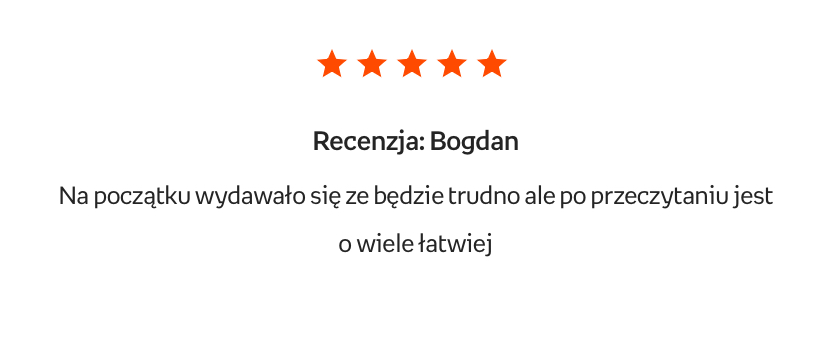 Recenzja: Bogdan
Na początku wydawało się ze będzie trudno ale po przeczytaniu jest
o wiele łatwiej